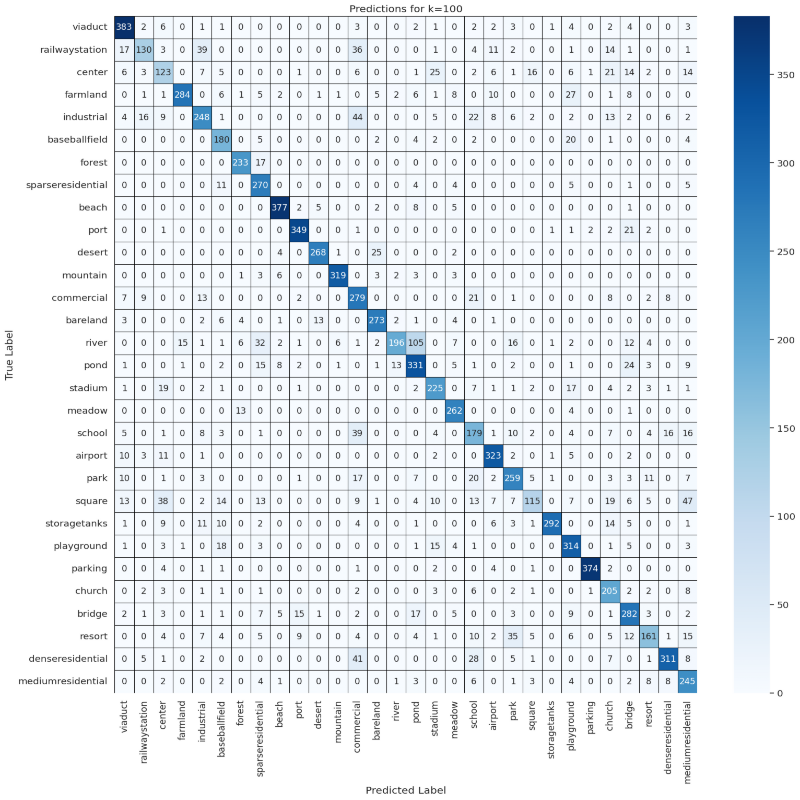 Predictions for k=100
viaduct 383 2 6 0 1 1 0 0 0 0 0 0 3 0 0 2 1 0 2 2 3 0 0 4 0 2 4 0 0 3
railwaystation 17 130 3 0 39 0 0 0 0 0 0 0 36 0 0 0 1 0 4 11 2 0 0 1 0 14 1 0 0 1
center 6 3 123 0 7 5 0 0 0 1 0 0 6 0 0 1 25 0 2 6 1 16 0 6 1 21 14 2 0 14
farmland 0 1 1 284 0 6 1 5 2 0 1 1 5 2 2 6 1 8 0 10 0 0 0 27 0 1 8 0 0 0
industrial 4 16 9 0 248 1 0 0 0 0 0 0 44 0 0 0 5 0 22 8 6 2 0 2 2 13 2 0 6 2
baseballfield 0 0 0 0 0 180 0 5 0 0 0 0 0 2 0 4 2 0 2 0 0 0 0 20 0 1 0 0 0 4
forest 0 0 0 0 0 0 233 17 0 0 0 0 0 0 0 0 0 0 0 0 0 0 0 0 0 0 0 0 0 0
sparseresidential 0 0 0 0 0 11 0 270 0 0 0 0 0 0 0 4 0 4 0 0 0 0 0 5 0 0 1 0 0 5
beach 0 0 0 0 0 0 0 0 377 2 5 0 0 2 0 8 0 5 0 0 0 0 0 0 0 0 1 0 0 0
port 0 0 1 0 0 0 0 0 0 349 0 0 1 0 0 0 0 0 0 0 0 0 1 1 2 2 21 2 0 0
desert 0 0 0 0 0 0 0 0 4 0 268 1 0 25 0 0 0 2 0 0 0 0 0 0 0 0 0 0 0 0
mountain 0 0 0 0 0 0 1 3 6 0 0 319 0 3 2 3 0 3 0 0 0 0 0 0 0 0 0 0 0 0
commercial 7 9 0 0 13 0 0 0 0 2 0 0 279 0 0 0 0 0 21 0 1 0 0 0 0 8 0 2 8 0
bareland 3 0 0 0 2 6 4 0 1 0 13 0 0 273 2 1 0 4 0 1 0 0 0 0 0 0 0 0 0 0
river 0 0 0 15 1 1 6 32 2 1 0 6 1 2 196 105 0 7 0 0 16 0 0 2 0 0 12 4 0 1
pond 1 0 0 1 0 2 0 15 8 2 0 1 0 1 13 331 0 5 1 0 2 0 0 1 0 0 24 3 0 9
stadium 0 1 19 0 2 1 0 0 0 1 0 0 0 0 0 2 225 0 7 1 1 2 0 17 0 4 2 3 1 1
meadow 0 0 0 0 0 0 13 0 0 0 0 0 0 0 0 0 0 262 0 0 0 0 0 4 0 0 1 0 0 0
school 5 0 1 0 8 3 0 1 0 0 0 0 39 0 0 0 4 0 179 1 10 2 0 4 0 7 0 4 16 16
airport 10 3 11 0 1 0 0 0 0 0 0 0 0 0 0 0 2 0 0 323 2 0 1 5 0 0 2 0 0 0
park 10 0 1 0 3 0 0 0 0 1 0 0 17 0 0 7 0 0 20 2 259 5 1 0 0 3 3 11 0 7
square 13 0 38 0 2 14 0 13 0 0 0 0 9 1 0 4 10 0 13 7 7 115 0 7 0 19 6 5 0 47
storagetanks 1 0 9 0 11 10 0 2 0 0 0 0 4 0 0 1 0 0 0 6 3 1 292 0 0 14 5 0 0 1
playground 1 0 3 1 0 18 0 3 0 0 0 0 0 0 0 0 15 4 1 0 0 0 0 314 0 1 5 0 0 3
parking 0 0 4 0 1 1 0 0 0 0 0 0 1 0 0 0 2 0 0 4 0 1 0 0 374 0 0 0 0 0
church 0 2 3 0 1 1 0 0 0 0 0 0 2 0 0 0 3 0 6 0 2 1 0 0 1 205 2 2 0 8
bridge 2 1 3 0 1 1 0 7 5 15 0 0 1 0 0 17 0 5 0 0 3 0 0 9 0 1 282 3 0 2
resort 0 0 4 0 7 4 0 5 0 9 0 0 4 0 0 4 1 0 10 2 35 5 0 6 0 5 12 161 1 15
denseresidential 0 5 1 0 2 0 0 0 0 0 0 0 41 0 0 0 0 0 28 0 5 1 0 0 0 7 0 1 311 8
mediumresidential 0 0 2 0 0 2 0 4 1 0 0 0 0 0 1 3 0 0 6 0 1 3 0 4 0 0 2 8 8 245
viaduct railwaystation center farmland industrial baseballfield forest sparseresidential beach port desert mountain commercial bareland river pond stadium meadow school airport park square storagetanks playground parking church bridge resort denseresidential mediumresidential
True Label
Predicted Label
350
300
250
200
150
100
50
0